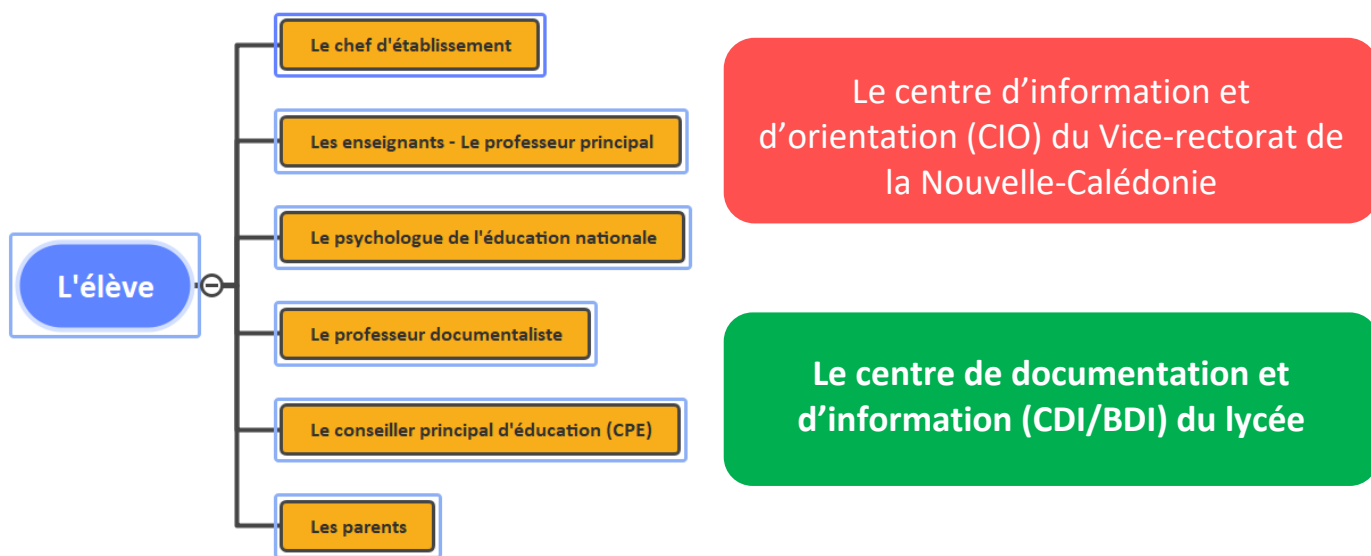 L'élève
Le chef d'établissement
Les enseignants - Le professeur principal
Le psychologue de l'éducation nationale
Le professeur documentaliste
Le conseiller principal d'éducation (CPE)
Les parents
Le centre d’information et
d’orientation (CIO) du Vice-rectorat de
la Nouvelle-Calédonie
Le centre de documentation et
d’information (CDI/BDI) du lycée